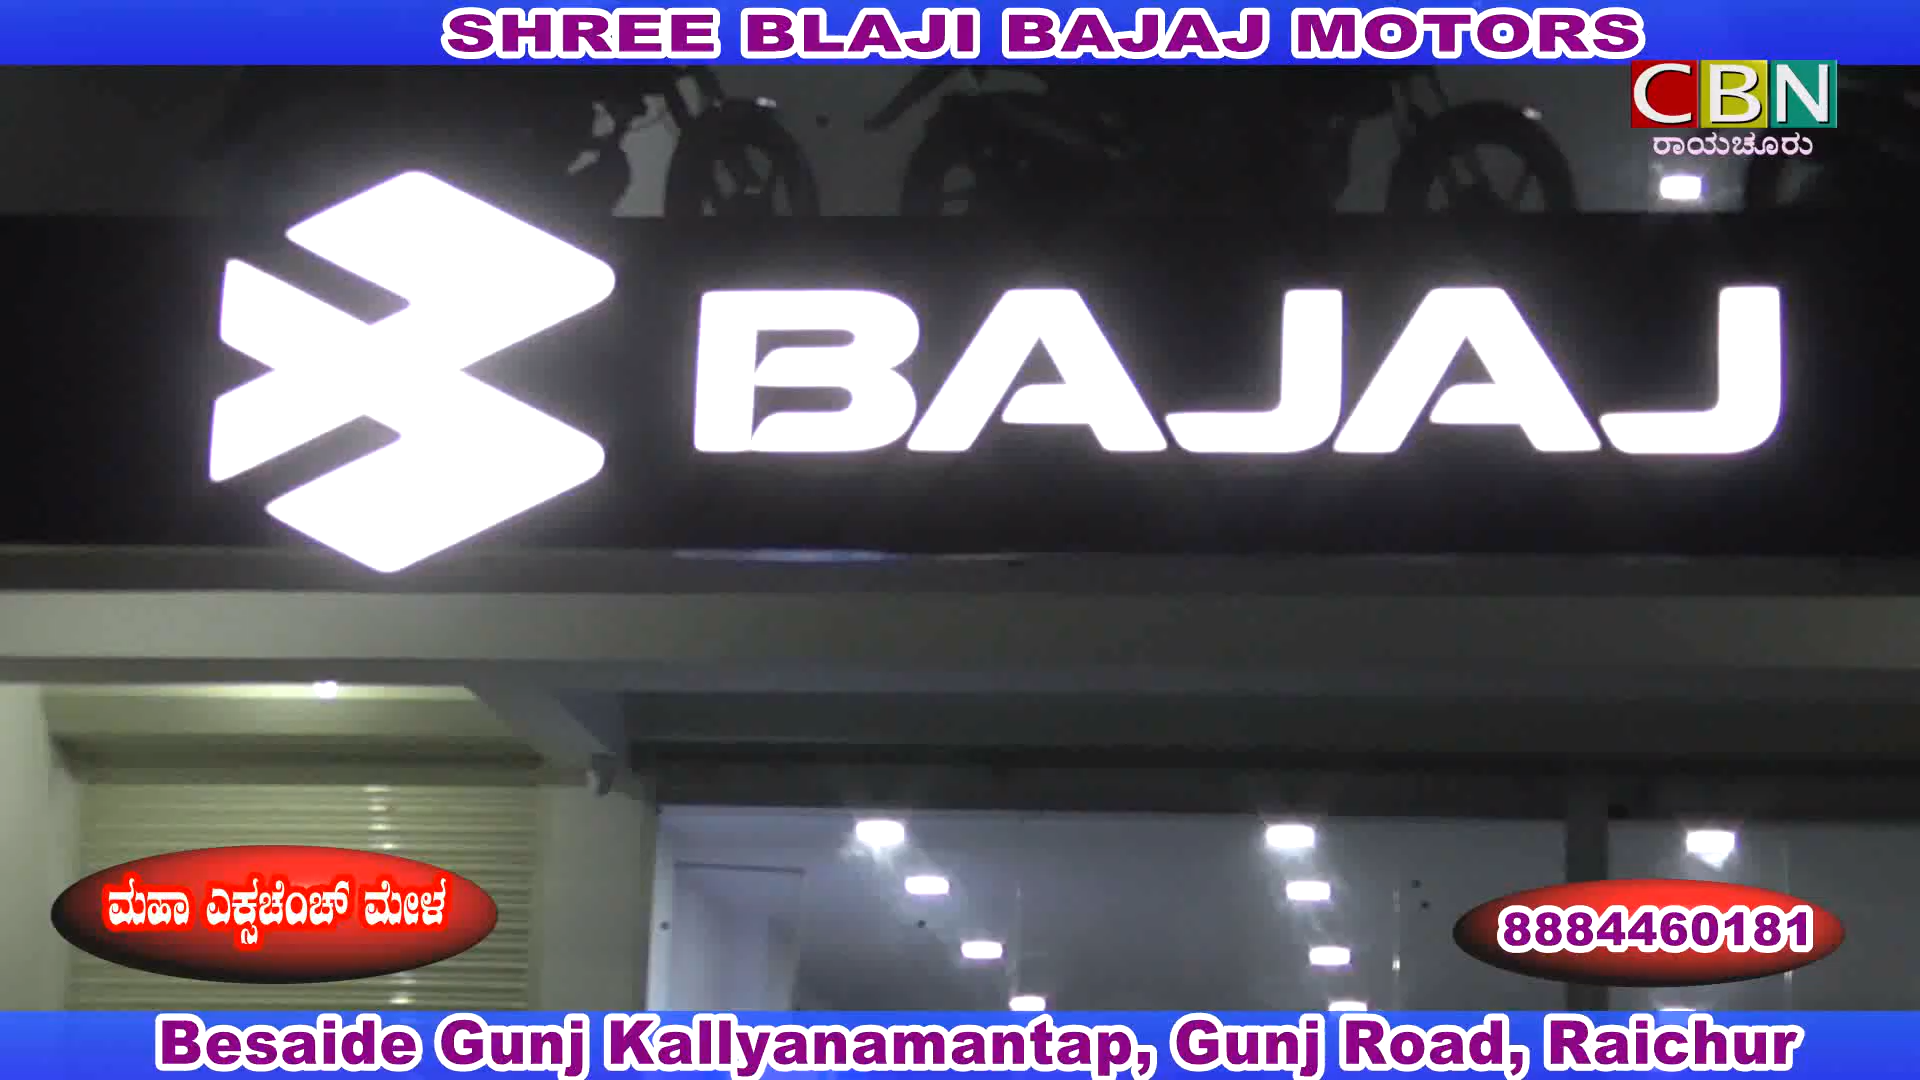 SHREE BLAJI BAJAJ MOTORS
CBN
ರಾಯಚೂರು
BAJAJ
ಮಹಾ ಎಕ್ಸಚೆಂಚ್ ಮೇಳ
8884460181
Besaide Gunj Kallyanamantap, Gunj Road, Raichur